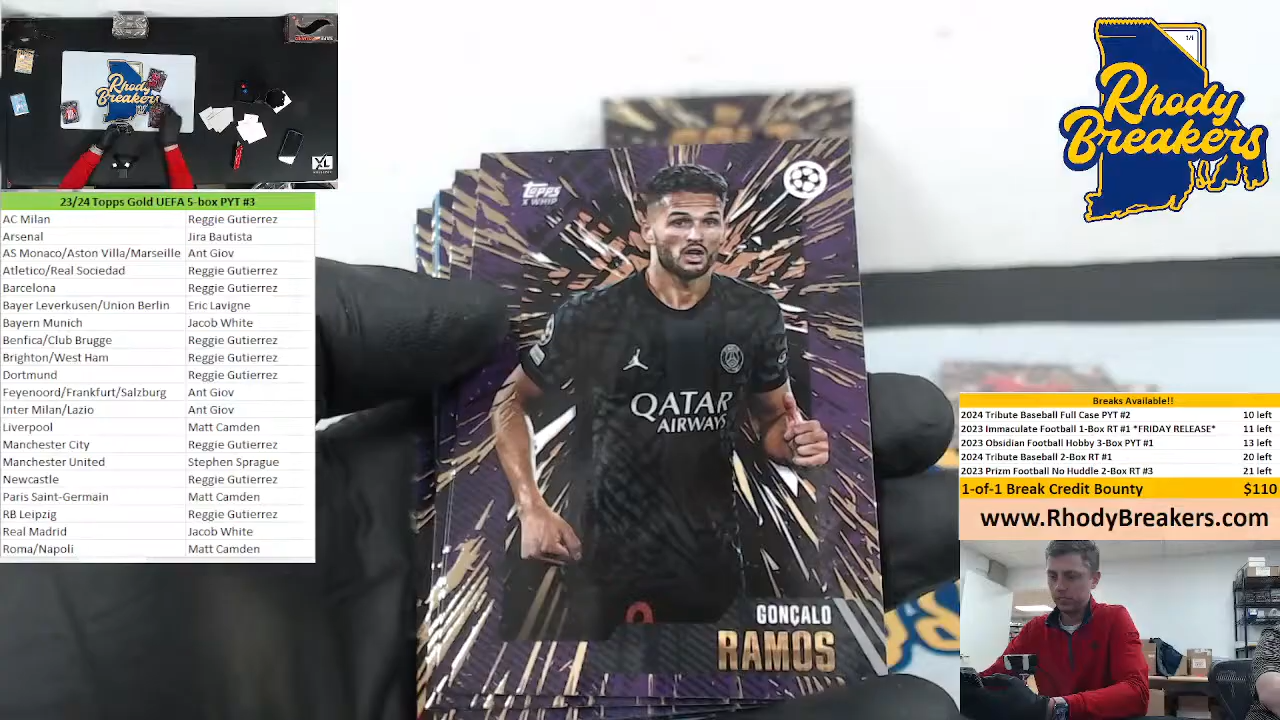 Rhody
Breakers
XL
23/24 Topps Gold UEFA 5-box PYT #3
AC Milan Reggie Gutierrez
Arsenal Jira Bautista
AS Monaco/Aston Villa/Marseille Ant Giov
Atletico/Real Sociedad Reggie Gutierrez
Barcelona Reggie Gutierrez
Bayer Leverkusen/Union Berlin Eric Lavigne
Bayern Munich Jacob White
Benfica/Club Brugge Reggie Gutierrez
Brighton/West Ham Reggie Gutierrez
Dortmund Reggie Gutierrez
Feyenoord/Frankfurt/Salzburg Ant Giov
Inter Milan/Lazio Ant Giov
Liverpool Matt Camden
Manchester City Reggie Gutierrez
Manchester United Stephen Sprague
Newcastle Reggie Gutierrez
Paris Saint-Germain Matt Camden
RB Leipzig Reggie Gutierrez
Real Madrid Jacob White
Roma/Napoli Matt Camden
TOPPS
X WHIP
QATAR
AIRWAYS
GONÇALO
RAMOS
1/1
Rhody
Breakers
Breaks Available!!
2024 Tribute Baseball Full Case PYT #2 10 left
2023 Immaculate Football 1-Box RT #1 *FRIDAY RELEASE* 11 left
2023 Obsidian Football Hobby 3-Box PYT #1 13 left
2024 Tribute Baseball 2-Box RT #1 20 left
2023 Prizm Football No Huddle 2-Box RT #3 21 left
1-of-1 Break Credit Bounty $110
www.RhodyBreakers.com